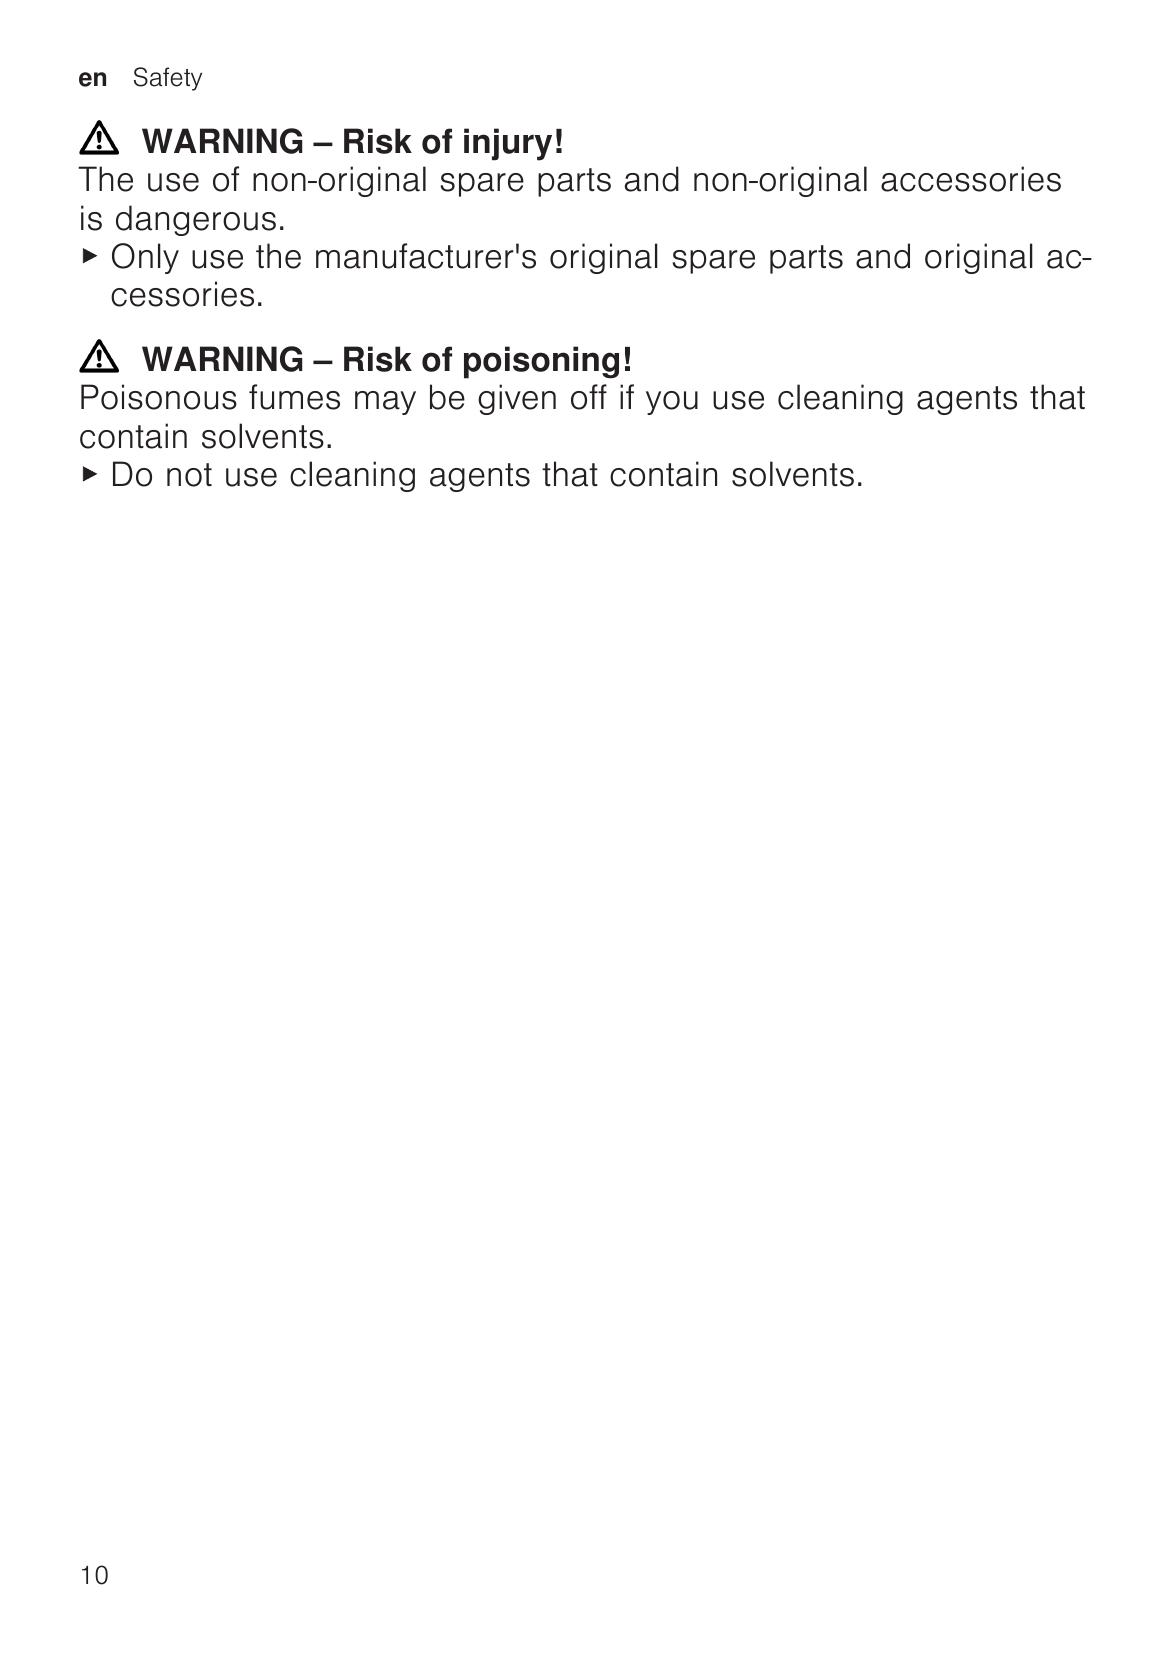 en Safety
⚠ WARNING – Risk of injury!
The use of non-original spare parts and non-original accessories
is dangerous.
▶ Only use the manufacturer's original spare parts and original ac-
cessories.
⚠ WARNING – Risk of poisoning!
Poisonous fumes may be given off if you use cleaning agents that
contain solvents.
▶ Do not use cleaning agents that contain solvents.
10